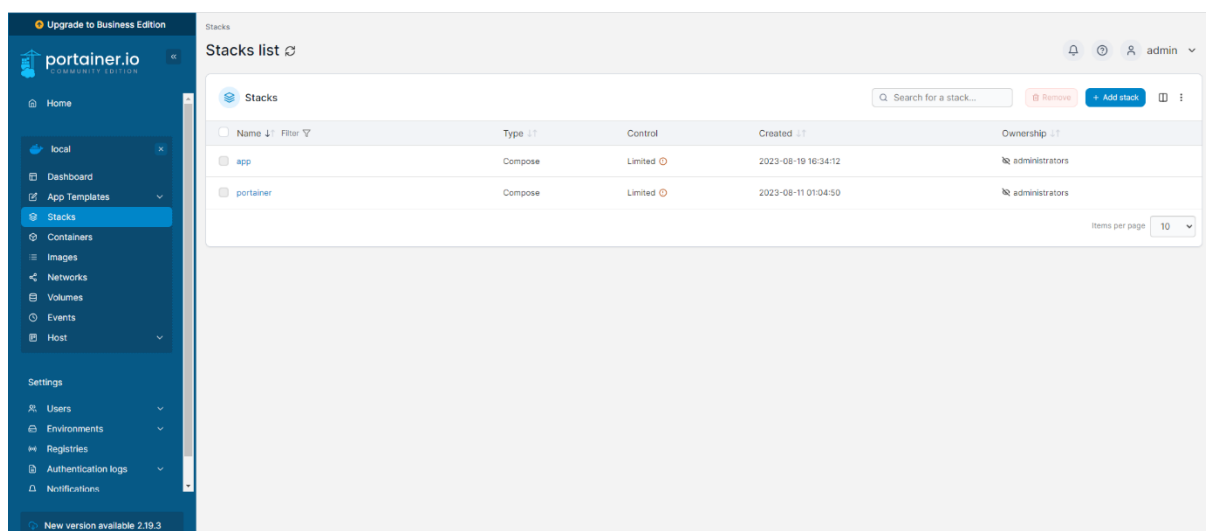 Upgrade to Business Edition
portainer.io
COMMUNITY EDITION
Home
local
Dashboard
App Templates
Stacks
Containers
Images
Networks
Volumes
Events
Host
Settings
Users
Environments
Registries
Authentication logs
Notifications
New version available 2.19.3
Stacks
Stacks list
admin
Stacks
Search for a stack...
Remove
+ Add stack
Name Filter Type Control Created Ownership
app Compose Limited 2023-08-19 16:34:12 administrators
portainer Compose Limited 2023-08-11 01:04:50 administrators
Items per page 10